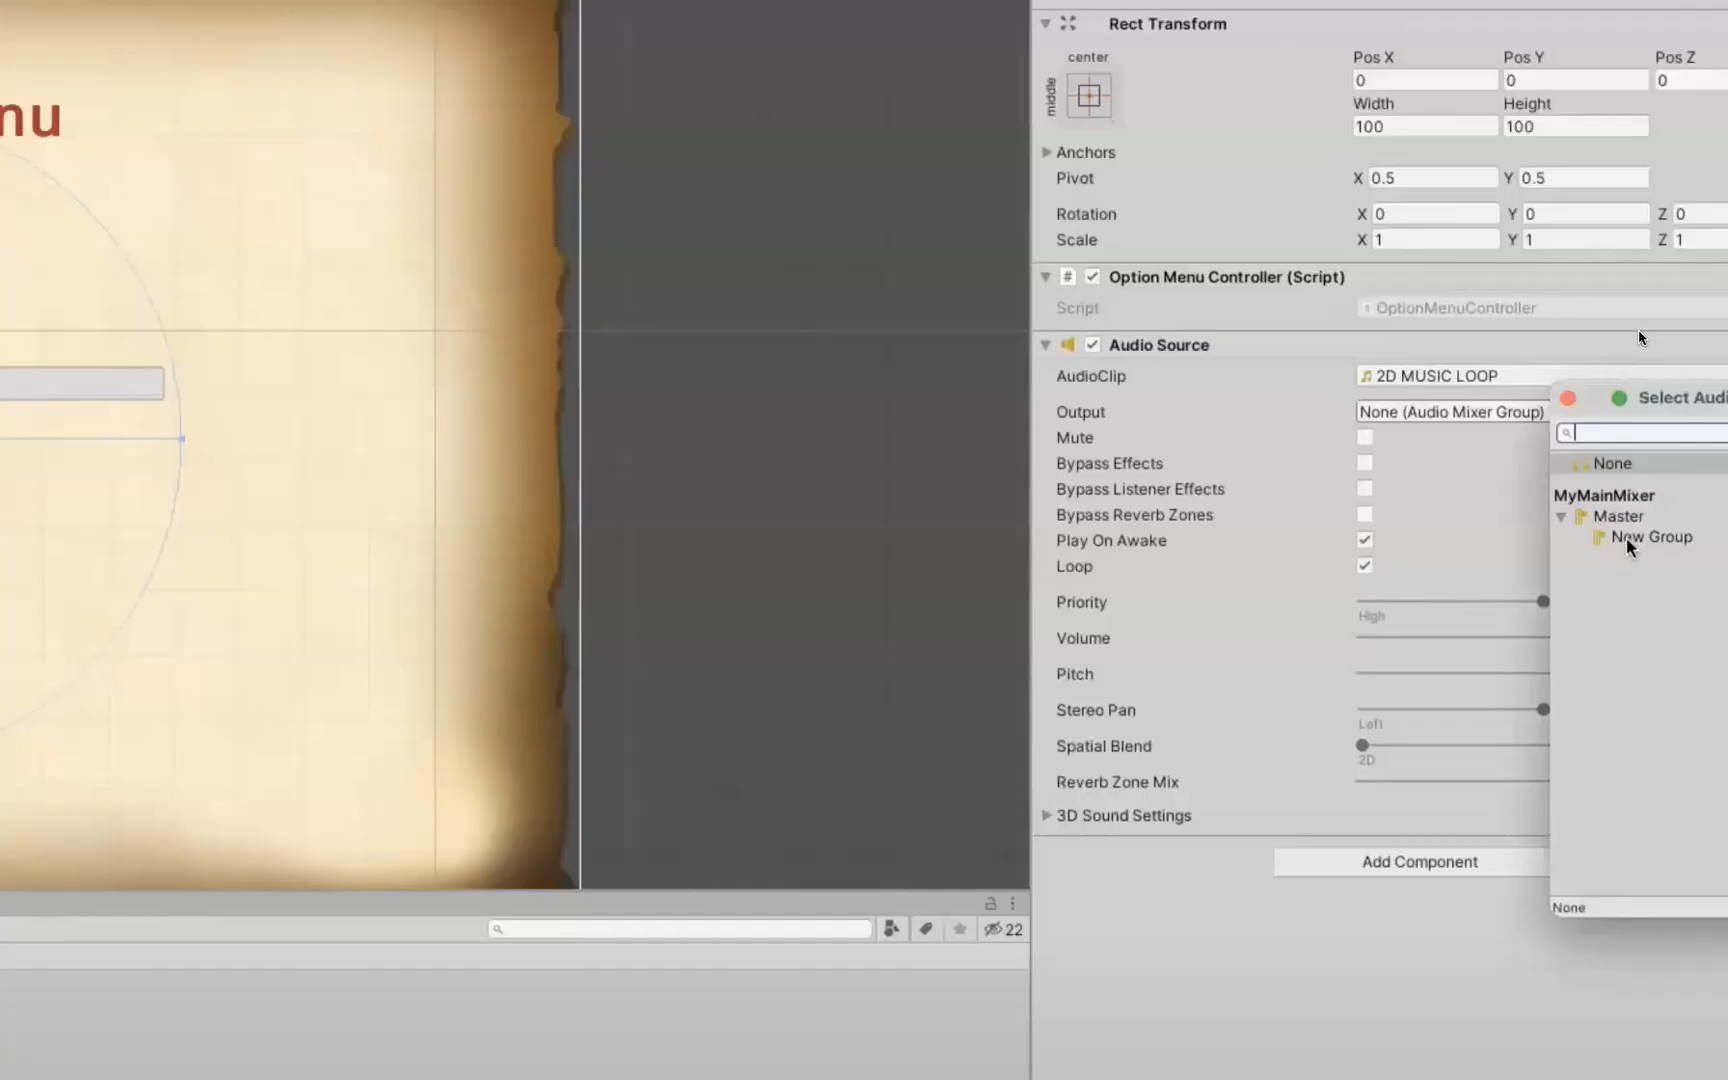 nu
Rect Transform
center
middle
Pos X Pos Y Pos Z
0 0 0
Width Height
100 100
Anchors
Pivot X 0.5 Y 0.5
Rotation X 0 Y 0 Z 0
Scale X 1 Y 1 Z 1
# Option Menu Controller (Script)
Script OptionMenuController
Audio Source
AudioClip 2D MUSIC LOOP
Output None (Audio Mixer Group)
Mute
Bypass Effects
Bypass Listener Effects
Bypass Reverb Zones
Play On Awake
Loop
Priority
High
Volume
Pitch
Stereo Pan
Left
Spatial Blend
2D
Reverb Zone Mix
3D Sound Settings
Add Component
Select Audi
None
MyMainMixer
Master
New Group
None
22